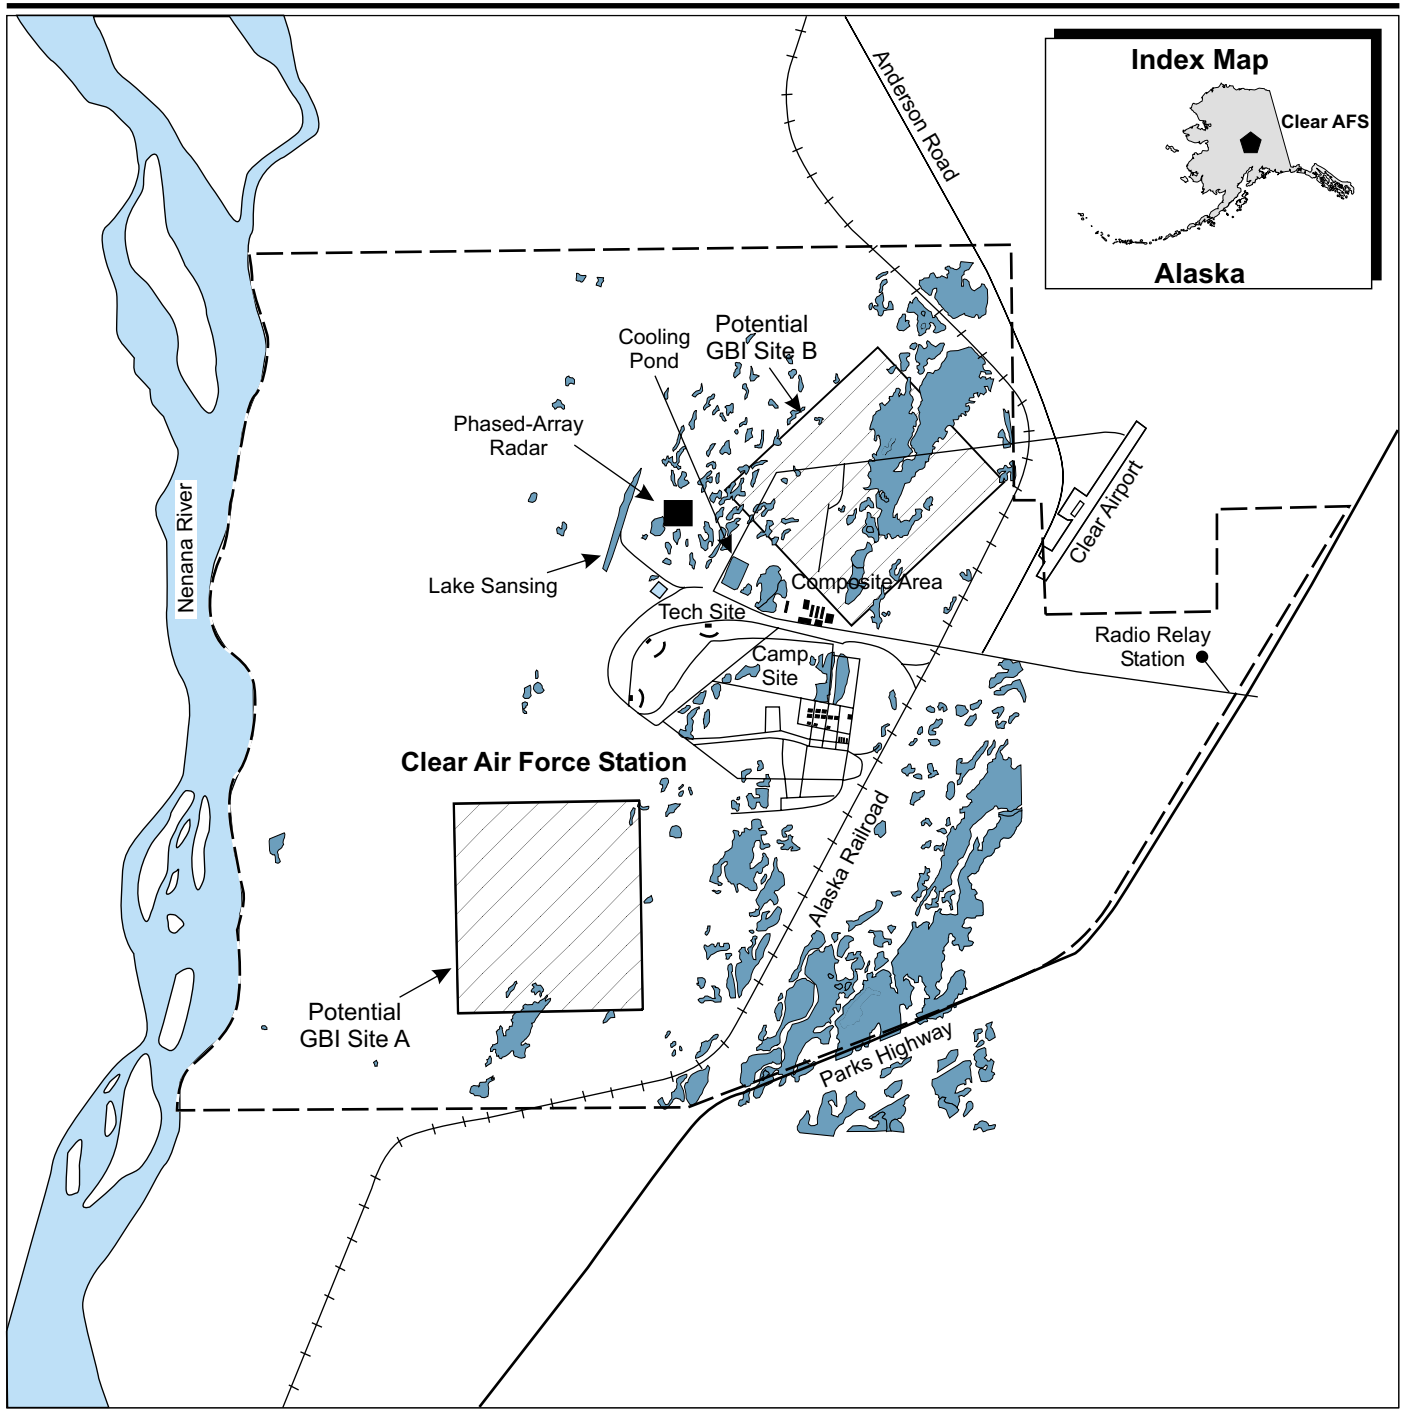 Index Map
Clear AFS
Alaska
Anderson Road
Cooling
Pond
Potential
GBI Site B
Phased-Array
Radar
Nenana River
Clear Airport
Lake Sansing
Composite Area
Tech Site
Radio Relay
Station
Camp
Site
Clear Air Force Station
Alaska Railroad
Potential
GBI Site A
Parks Highway